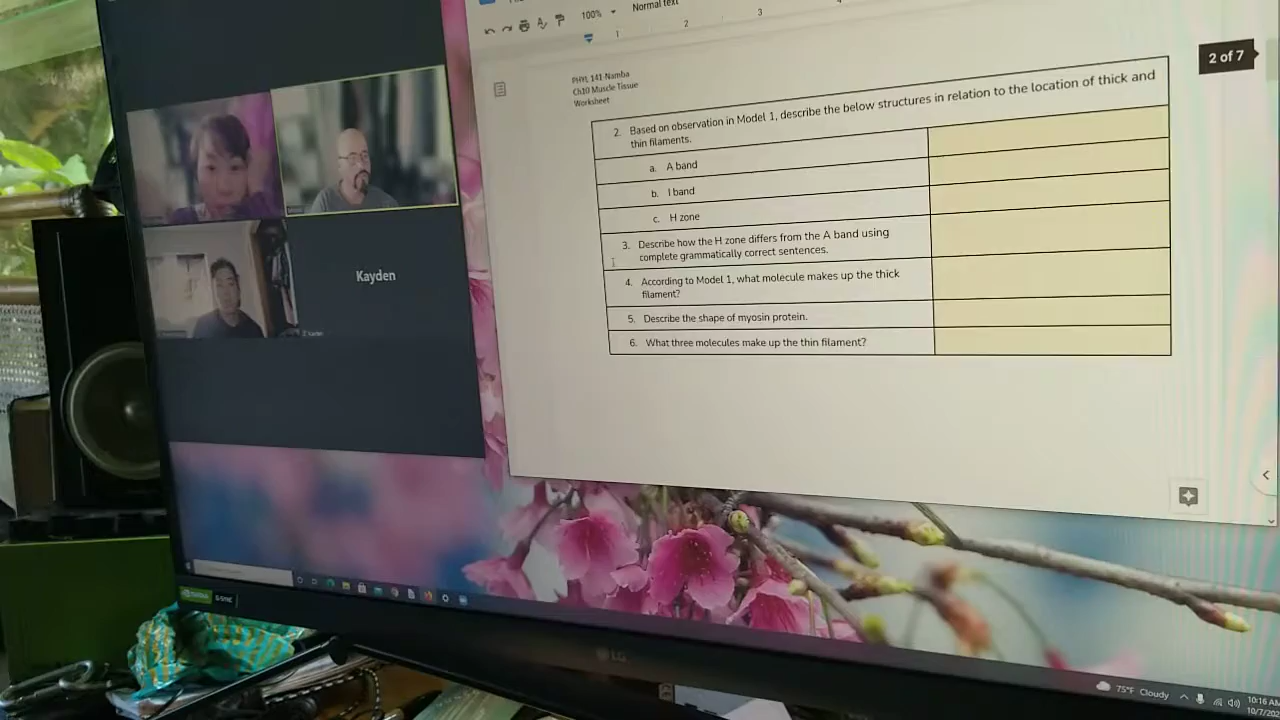 100%
Normal text
1
2
3
2 of 7
PHYL 141-Namba
Ch10 Muscle Tissue
Worksheet
2. Based on observation in Model 1, describe the below structures in relation to the location of thick and
thin filaments.
a. A band
b. I band
c. H zone
3. Describe how the H zone differs from the A band using
complete grammatically correct sentences.
4. According to Model 1, what molecule makes up the thick
filament?
5. Describe the shape of myosin protein.
6. What three molecules make up the thin filament?
Kayden
G-SYNC
LG
75°F Cloudy
10:16 AM